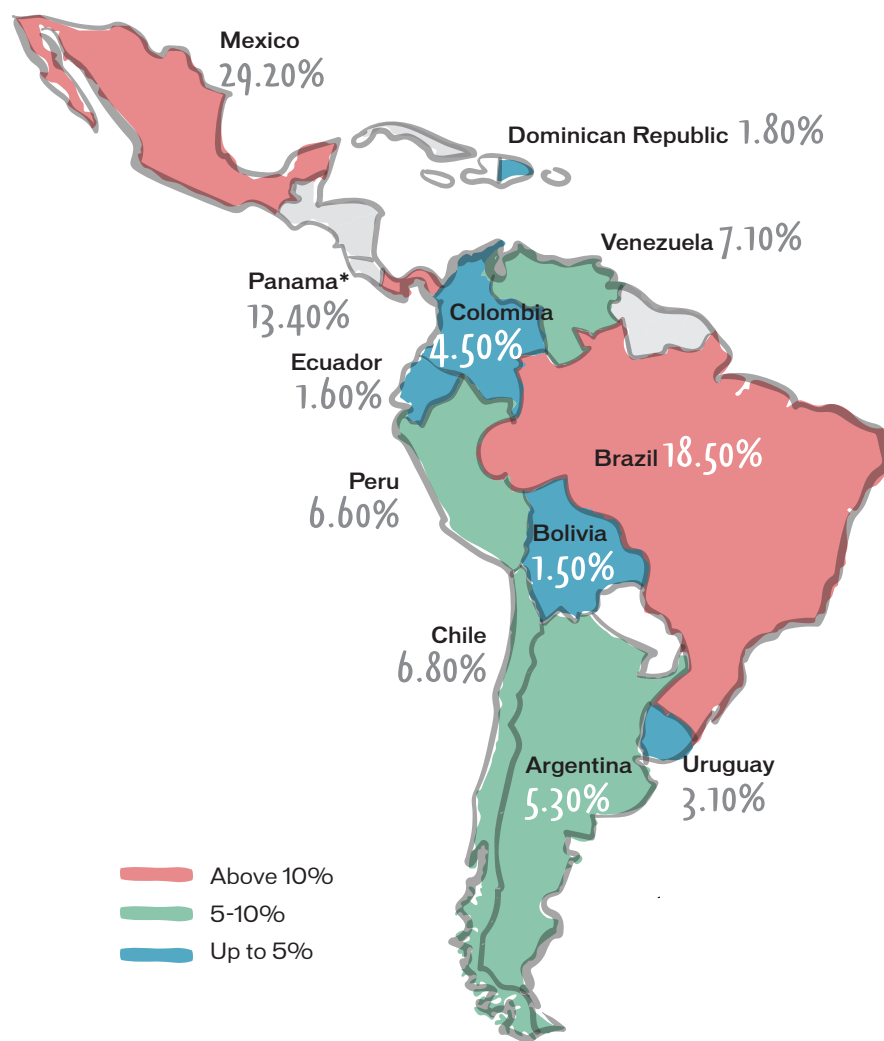 Mexico
29.20%
Dominican Republic 1.80%
Venezuela 7.10%
Panama*
13.40%
Colombia
4.50%
Ecuador
1.60%
Brazil 18.50%
Peru
6.60%
Bolivia
1.50%
Chile
6.80%
Argentina
5.30%
Uruguay
3.10%
Above 10%
5-10%
Up to 5%